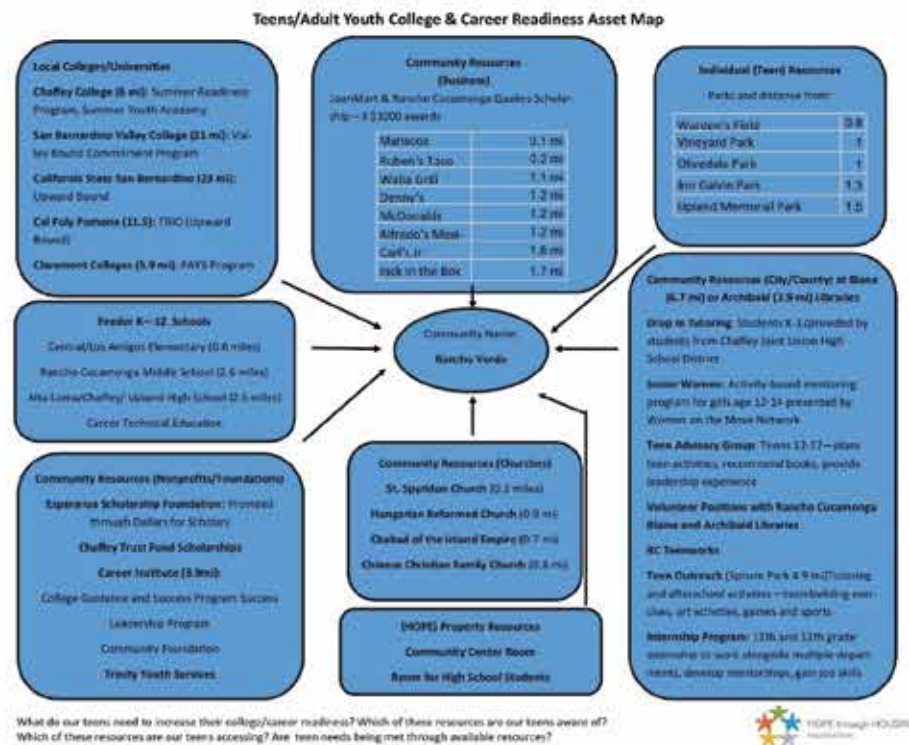 Teens/Adult Youth College & Career Readiness Asset Map
Local Colleges/Universities
Chaffey College (6 mi): Summer Readiness
Program, Summer Youth Academy
San Bernardino Valley College (21 mi): Val-
ley Bound Commitment Program
California State San Bernardino (23 mi):
Upward Bound
Cal Poly Pomona (11.5): TRIO (Upward
Bound)
Claremont Colleges (5.9 mi): PAYS Program
Community Resources
(Business)
& Rancho Cucamonga Quakes Scholar-
ship – 3 $1000 awards
Mariscos 0.1 mi
Ruben's Taco 0.2 mi
Grill 1.1 mi
Denny's 1.2 mi
McDonalds 1.2 mi
Alfredo's Mexi- 1.2 mi
Carl's Jr 1.6 mi
Jack in the Box 1.7 mi
Individual (Teen) Resources
Parks and distance from:
Field 0.8
Vineyard Park 1
Olivedale Park 1
Galvin Park 1.3
Upland Memorial Park 1.5
Feeder K—12 Schools
Central/Los Amigos Elementary (0.6 miles)
Rancho Cucamonga Middle School (2.6 miles)
Alta Loma/Chaffey/ Upland High School (2.5 miles)
Career Technical Education
Community Name:
Rancho Verde
Community Resources (City/County) at Biane
(6.7 mi) or Archibald (3.9 mi) Libraries
Drop in Tutoring: Students (provided by
students from Chaffey Joint Union High
School District
Junior Women: Activity-based mentoring
program for girls age 12-14 presented by
Women on the Move Network
Teen Advisory Group: Teens 12-17—plans
teen activities, recommend books, provide
leadership experience
Volunteer Positions with Rancho Cucamonga
Biane and Archibald Libraries
RC Teenworks
Teen Outreach (Spruce Park Tutoring
and afterschool activities—teambuilding exer-
cises, art activities, games and sports
Internship Program: 11th and 12th grade
internship to work alongside multiple depart-
ments, develop mentorships, gain job skills
Community Resources (Nonprofits/Foundations)
Esperanza Scholarship Foundation: Provided
through Dollars for Scholars
Chaffey Trust Fund Scholarships
Career Institute (3.9mi):
College Guidance and Success Program Success
Leadership Program
Community Foundation
Trinity Youth Services
Community Resources (Churches)
St. Spyridon Church (0.3 miles)
Hungarian Reformed Church
Chabad of the Inland Empire (0.7 mi)
Chinese Christian Family Church (0.8 mi)
(HOPE) Property Resources
Community Center Room
Room for High School Students
What do our teens need to increase their college/career readiness? Which of these resources are our teens aware of?
Which of these resources are our teens accessing? Are teen needs being met through available resources?
HOPE through HOUSING